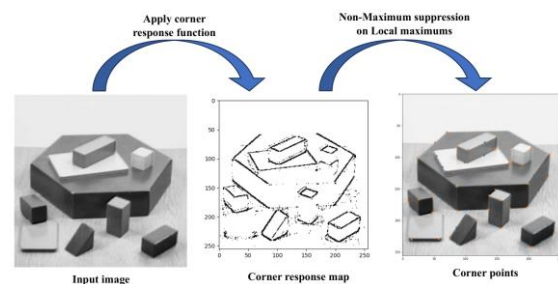 Apply corner
response function
Non-Maximum suppression
on Local maximums
0
50
100
150
200
250
0 50 100 150 200 250
Input image
Corner response map
Corner points